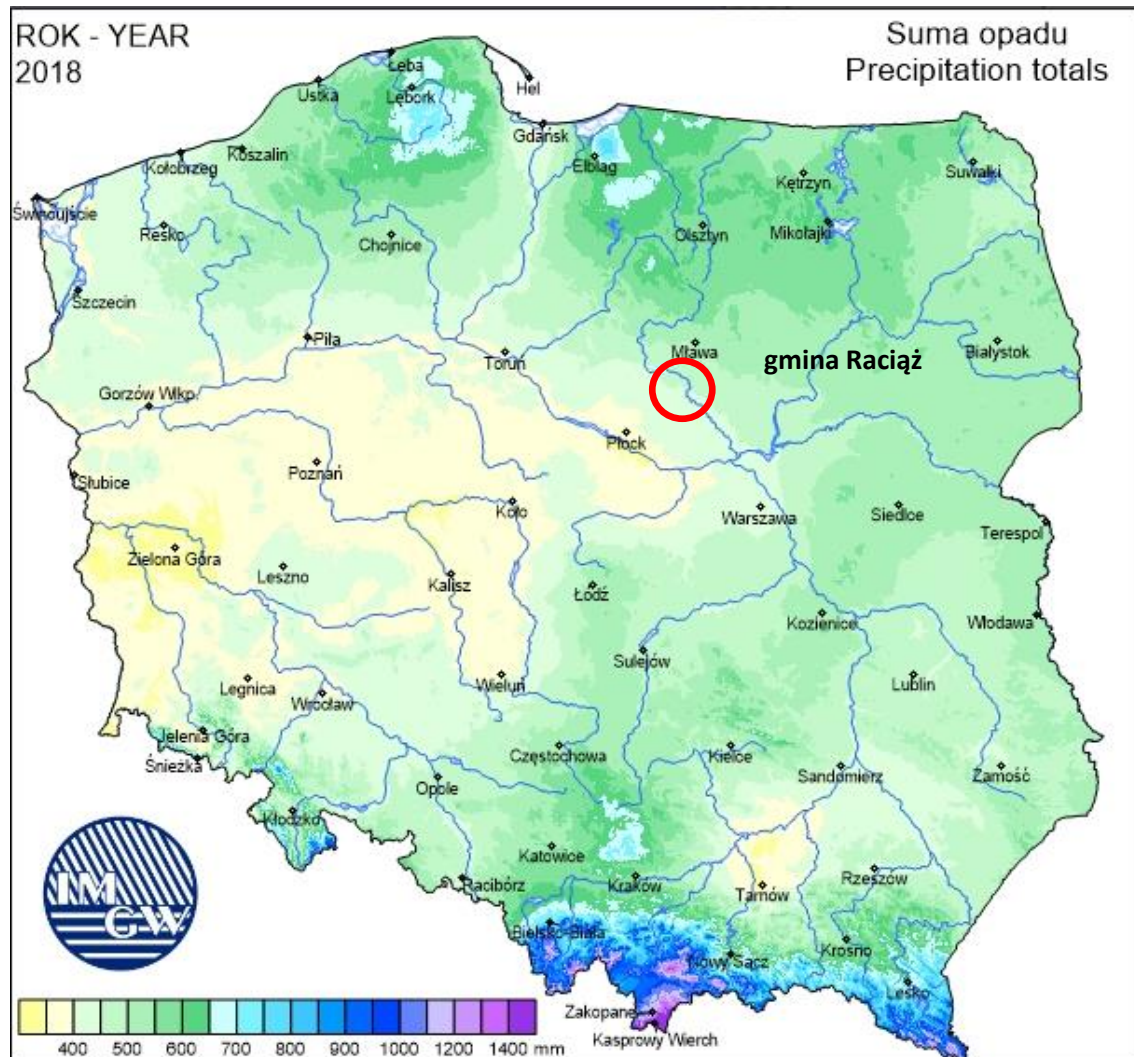 ROK - YEAR
2018
Suma opadu
Precipitation totals
Łeba
Hel
Ustka
Lębork
Gdańsk
Koszalin
Kołobrzeg
Elbląg
Kętrzyn
Suwałki
Świnoujście
Resko
Chojnice
Olsztyn
Mikołajki
Szczecin
Piła
Toruń
Mława
gmina Raciąż
Białystok
Gorzów Wlkp.
Płock
Słubice
Poznań
Koło
Warszawa
Siedlce
Terespol
Zielona Góra
Leszno
Kalisz
Łódź
Kozienice
Włodawa
Sulejów
Legnica
Wrocław
Wieluń
Lublin
Jelenia Góra
Śnieżka
Częstochowa
Kielce
Sandomierz
Zamość
Opole
Kłodzko
Katowice
Racibórz
Kraków
Tarnów
Rzeszów
IM
GW
Bielsko-Biała
Nowy Sącz
Krosno
Lesko
Zakopane
Kasprowy Wierch
400 500 600 700 800 900 1000 1200 1400 mm